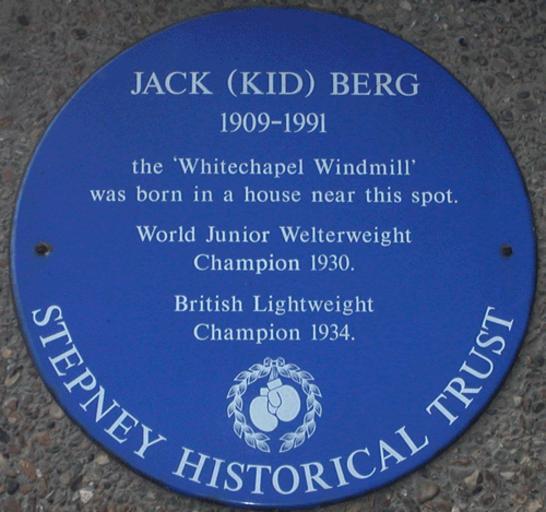 JACK (KID) BERG
1909-1991
the 'Whitechapel Windmill'
was born in a house near this spot.
World Junior Welterweight
Champion 1930.
British Lightweight
Champion 1934.
STEPNEY HISTORICAL TRUST